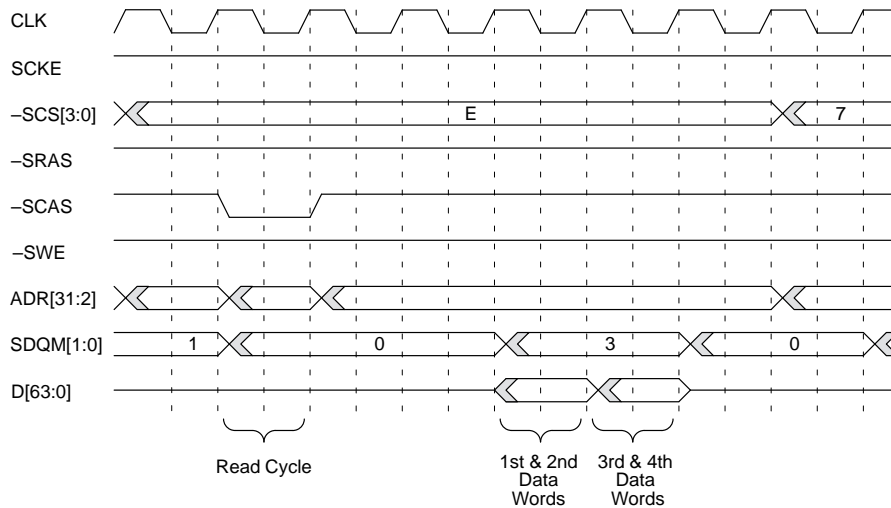 CLK
SCKE
–SCS[3:0]
E
7
–SRAS
–SCAS
–SWE
ADR[31:2]
SDQM[1:0]
1
0
3
0
D[63:0]
Read Cycle
1st & 2nd
Data
Words
3rd & 4th
Data
Words